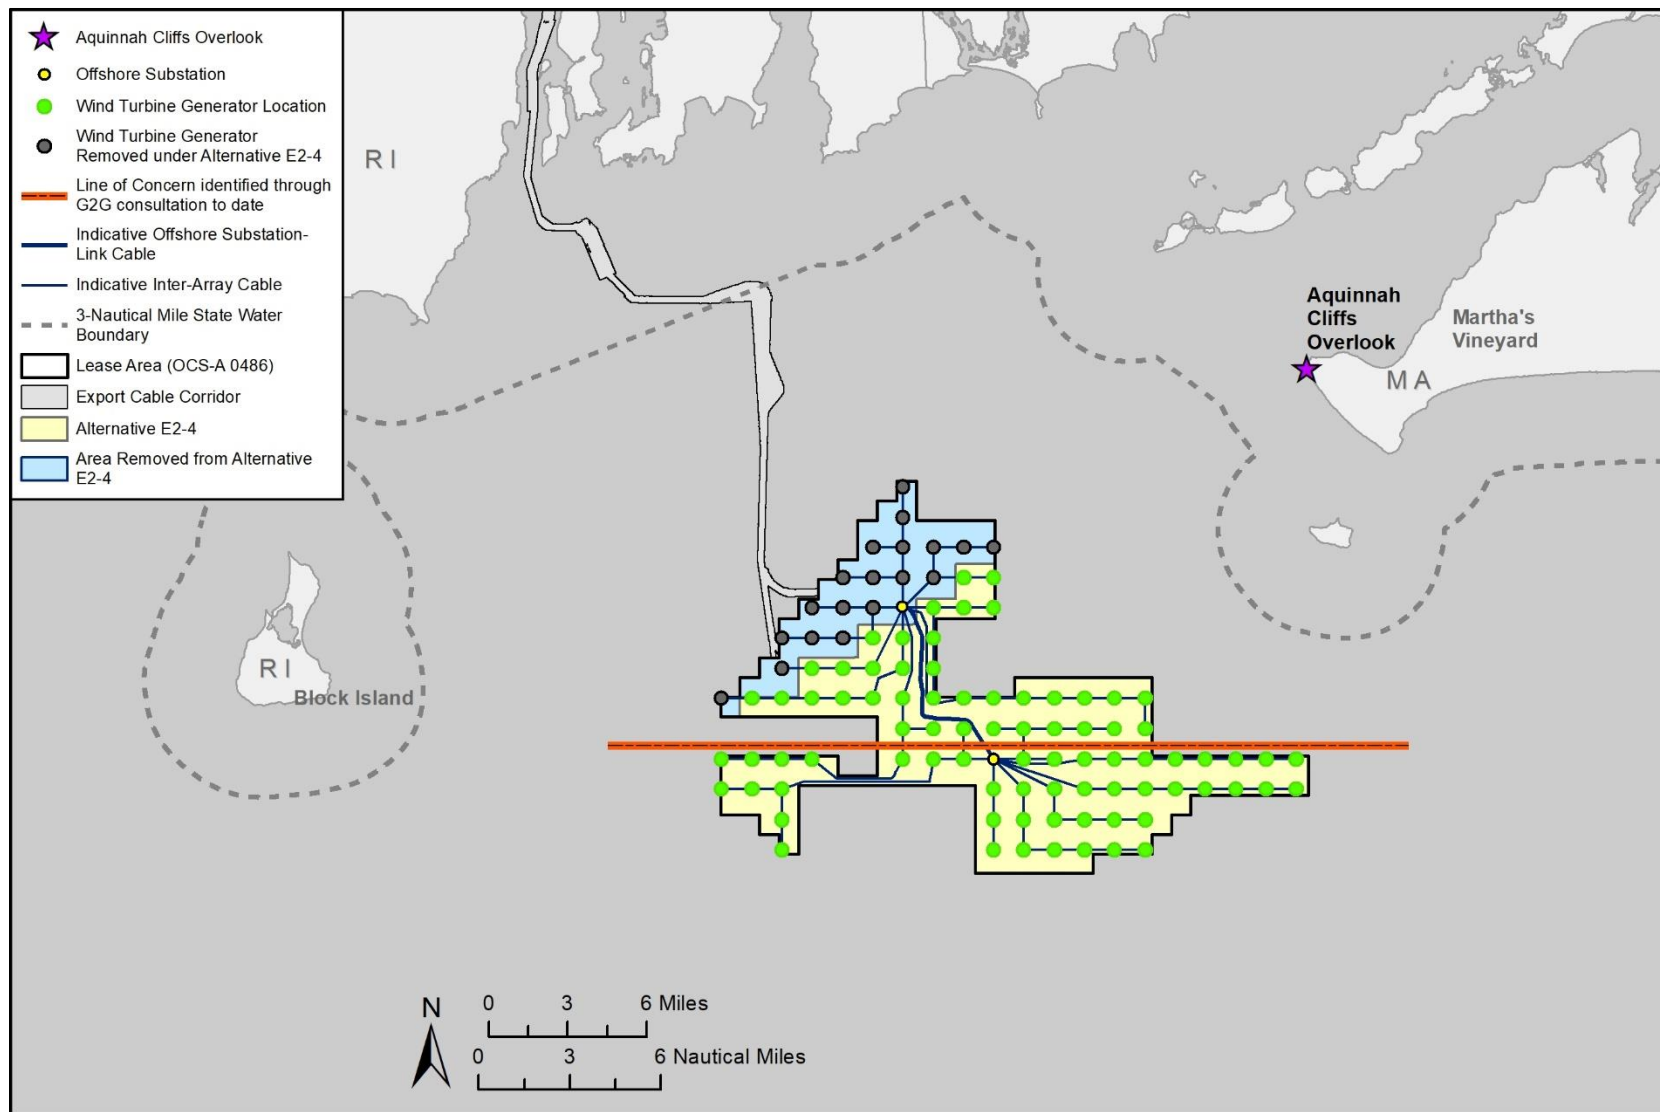 Aquinnah Cliffs Overlook
Offshore Substation
Wind Turbine Generator Location
Wind Turbine Generator
Removed under Alternative E2-4
Line of Concern identified through
G2G consultation to date
Indicative Offshore Substation-
Link Cable
Indicative Inter-Array Cable
3-Nautical Mile State Water
Boundary
Lease Area (OCS-A 0486)
Export Cable Corridor
Alternative E2-4
Area Removed from Alternative
E2-4
RI
Aquinnah
Cliffs
Overlook
Martha's
Vineyard
MA
RI
Block Island
N
0 3 6 Miles
0 3 6 Nautical Miles